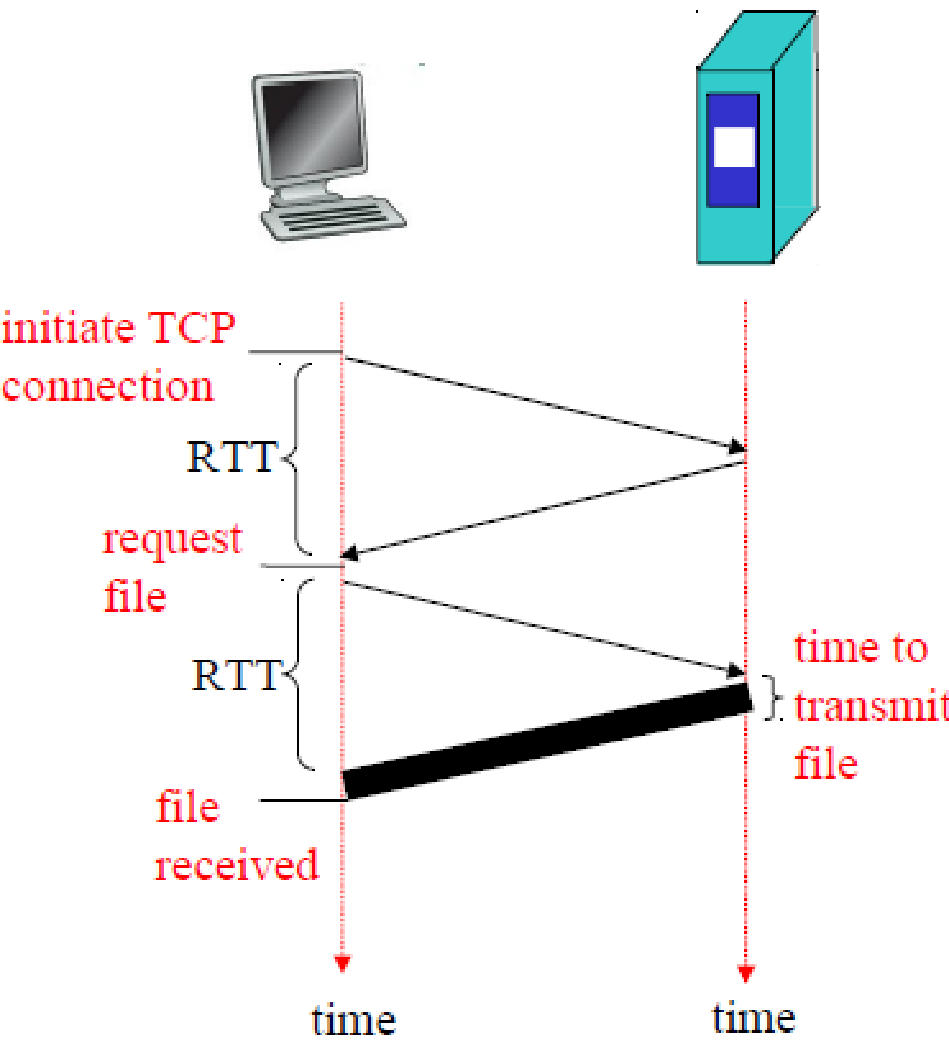 initiate TCP
connection
RTT
request
file
RTT
time to
transmit
file
file
received
time
time